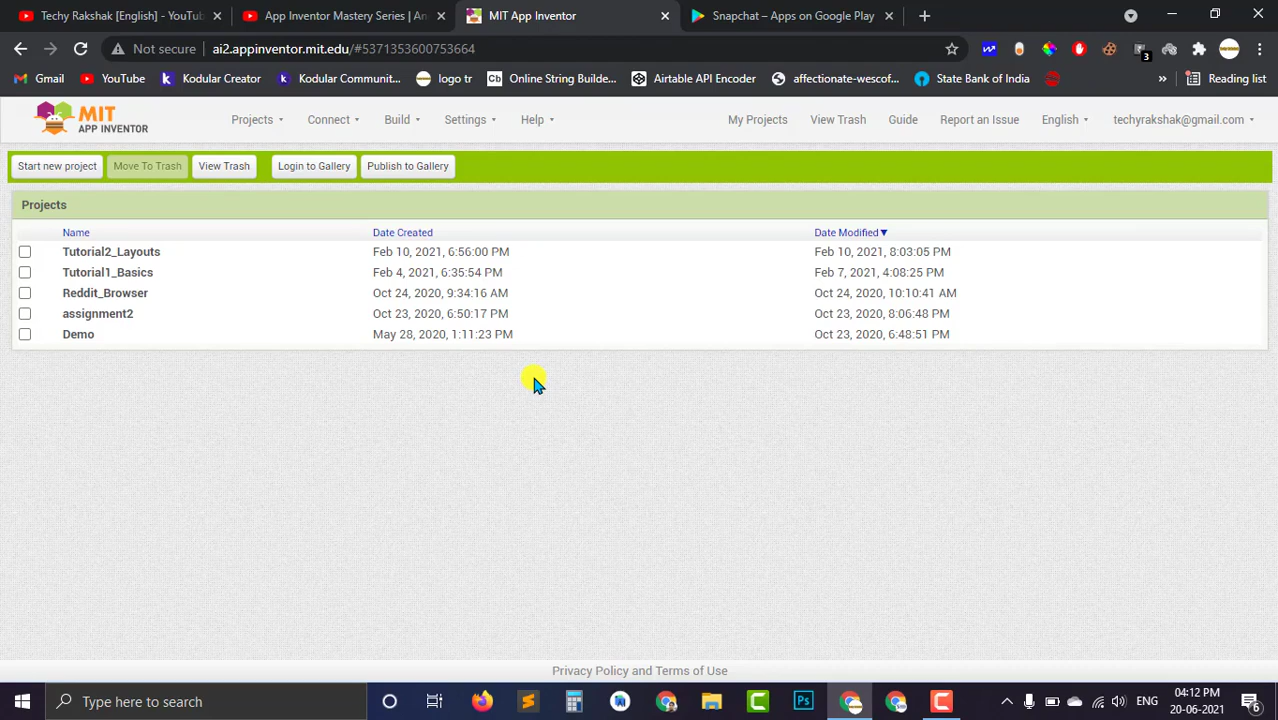 Techy Rakshak [English] - YouTub
App Inventor Mastery Series | An
MIT App Inventor
Snapchat – Apps on Google Play
Not secure
ai2.appinventor.mit.edu/#5371353600753664
3
Gmail
YouTube
Kodular Creator
Kodular Communit...
logo tr
Cb
Online String Builde...
Airtable API Encoder
affectionate-wescof...
State Bank of India
»
Reading list
MIT
APP INVENTOR
Projects
Connect
Build
Settings
Help
My Projects
View Trash
Guide
Report an Issue
English
techyrakshak@gmail.com
Start new project
Move To Trash
View Trash
Login to Gallery
Publish to Gallery
Projects
Name
Date Created
Date Modified▼
Tutorial2_Layouts
Feb 10, 2021, 6:56:00 PM
Feb 10, 2021, 8:03:05 PM
Tutorial1_Basics
Feb 4, 2021, 6:35:54 PM
Feb 7, 2021, 4:08:25 PM
Reddit_Browser
Oct 24, 2020, 9:34:16 AM
Oct 24, 2020, 10:10:41 AM
assignment2
Oct 23, 2020, 6:50:17 PM
Oct 23, 2020, 8:06:48 PM
Demo
May 28, 2020, 1:11:23 PM
Oct 23, 2020, 6:48:51 PM
Privacy Policy and Terms of Use
Type here to search
Ps
ENG
04:12 PM
20-06-2021
6